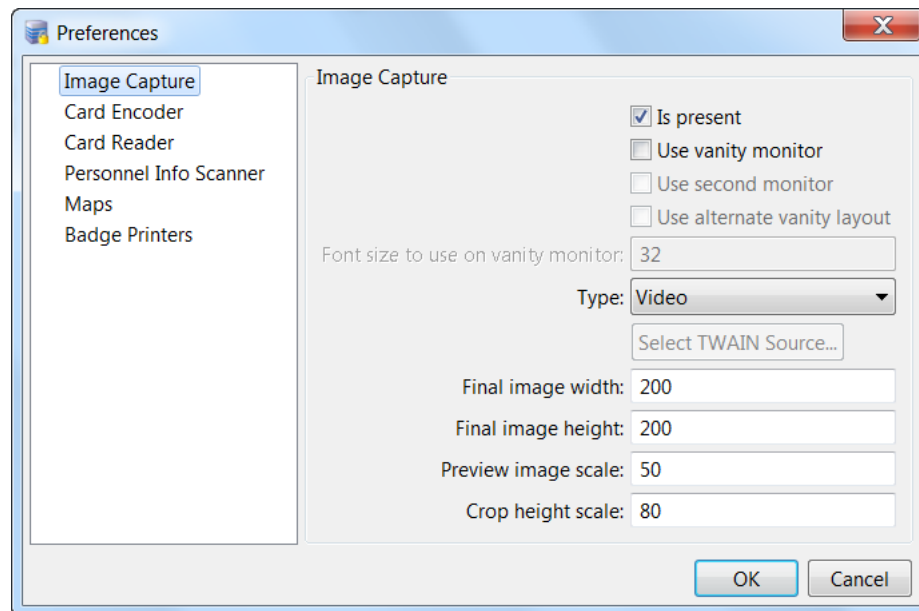 Preferences
Image Capture
Card Encoder
Card Reader
Personnel Info Scanner
Maps
Badge Printers
Image Capture
Is present
Use vanity monitor
Use second monitor
Use alternate vanity layout
Font size to use on vanity monitor: 32
Type: Video
Select TWAIN Source...
Final image width: 200
Final image height: 200
Preview image scale: 50
Crop height scale: 80
OK
Cancel